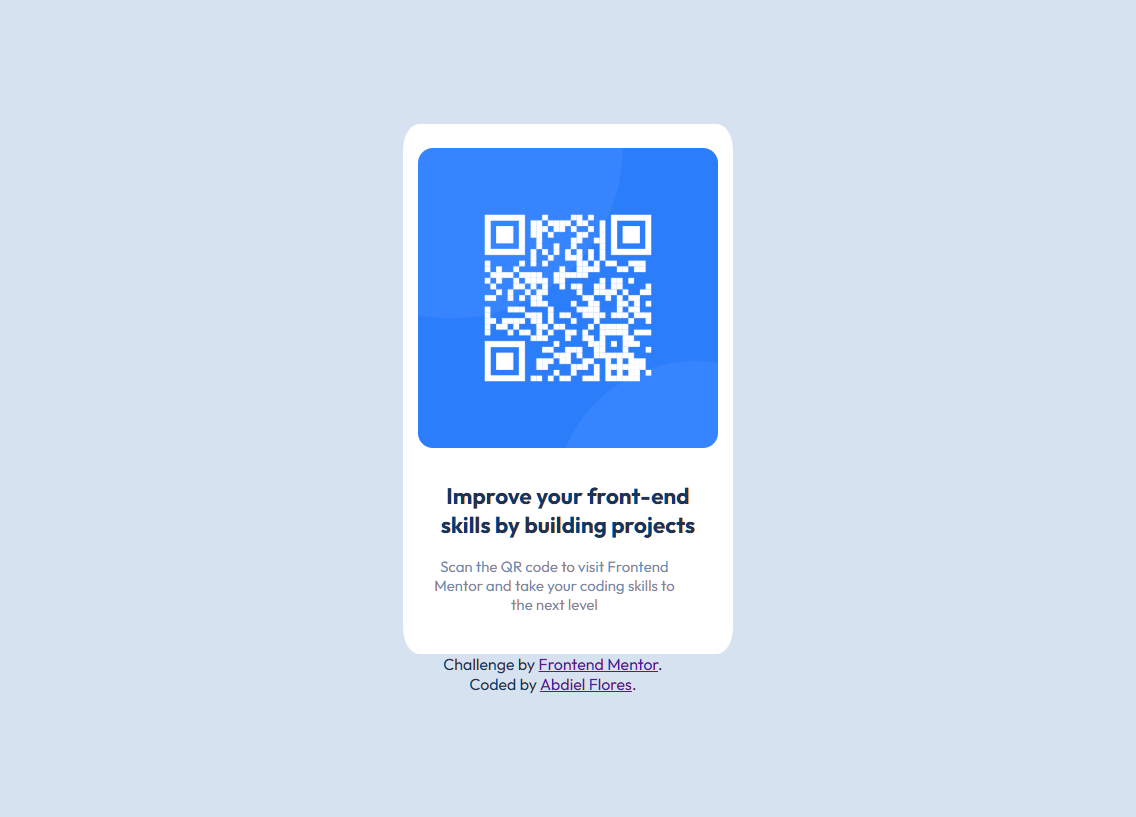 Improve your front-end
skills by building projects
Scan the QR code to visit Frontend
Mentor and take your coding skills to
the next level
Challenge by Frontend Mentor.
Coded by Abdiel Flores.